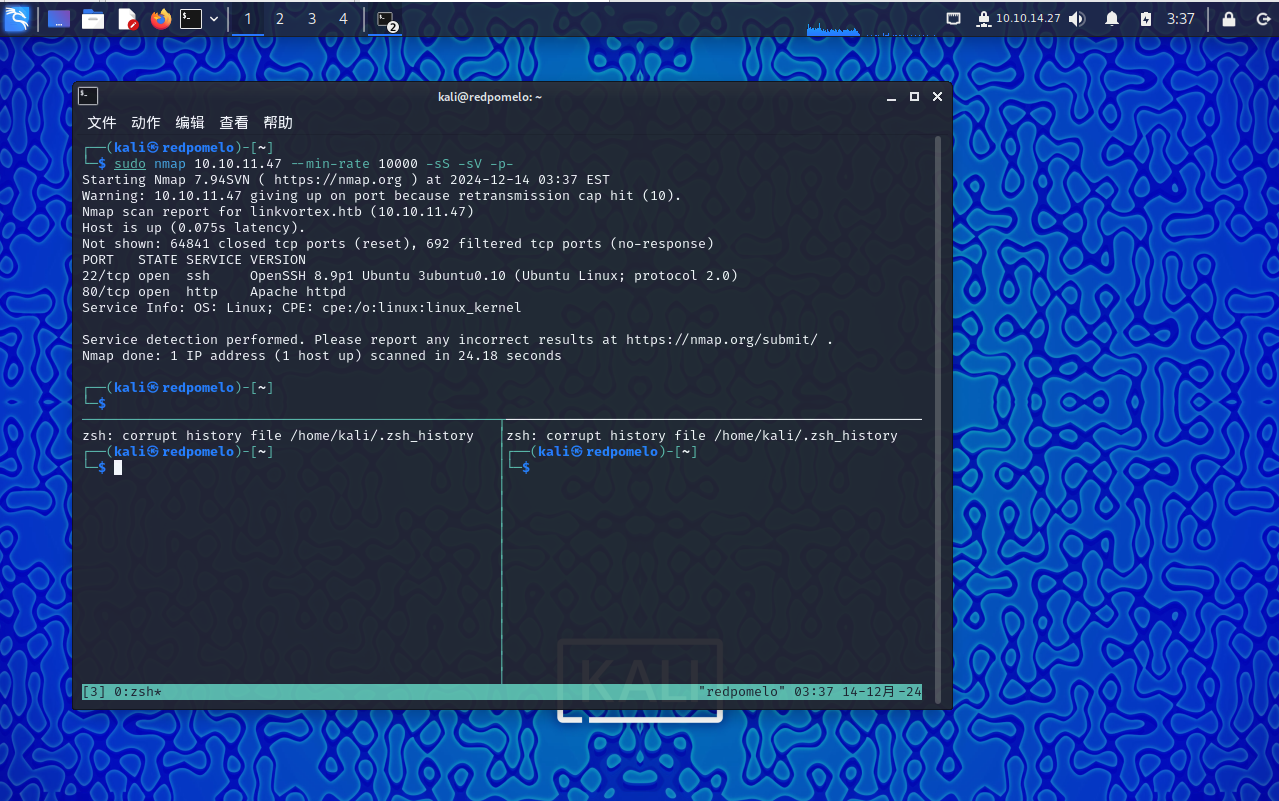 1 2 3 4 2 10.10.14.27 3:37
kali@redpomelo: ~
文件 动作 编辑 查看 帮助
┌──(kali㉿redpomelo)-[~]
└─$ sudo nmap 10.10.11.47 --min-rate 10000 -sS -sV -p-
Starting Nmap 7.94SVN ( https://nmap.org ) at 2024-12-14 03:37 EST
Warning: 10.10.11.47 giving up on port because retransmission cap hit (10).
Nmap scan report for linkvortex.htb (10.10.11.47)
Host is up (0.075s latency).
Not shown: 64841 closed tcp ports (reset), 692 filtered tcp ports (no-response)
PORT   STATE SERVICE VERSION
22/tcp open  ssh     OpenSSH 8.9p1 Ubuntu 3ubuntu0.10 (Ubuntu Linux; protocol 2.0)
80/tcp open  http    Apache httpd
Service Info: OS: Linux; CPE: cpe:/o:linux:linux_kernel
Service detection performed. Please report any incorrect results at https://nmap.org/submit/ .
Nmap done: 1 IP address (1 host up) scanned in 24.18 seconds
┌──(kali㉿redpomelo)-[~]
└─$
zsh: corrupt history file /home/kali/.zsh_history
┌──(kali㉿redpomelo)-[~]
└─$
zsh: corrupt history file /home/kali/.zsh_history
┌──(kali㉿redpomelo)-[~]
└─$
KALI
[3] 0:zsh* "redpomelo" 03:37 14-12月-24